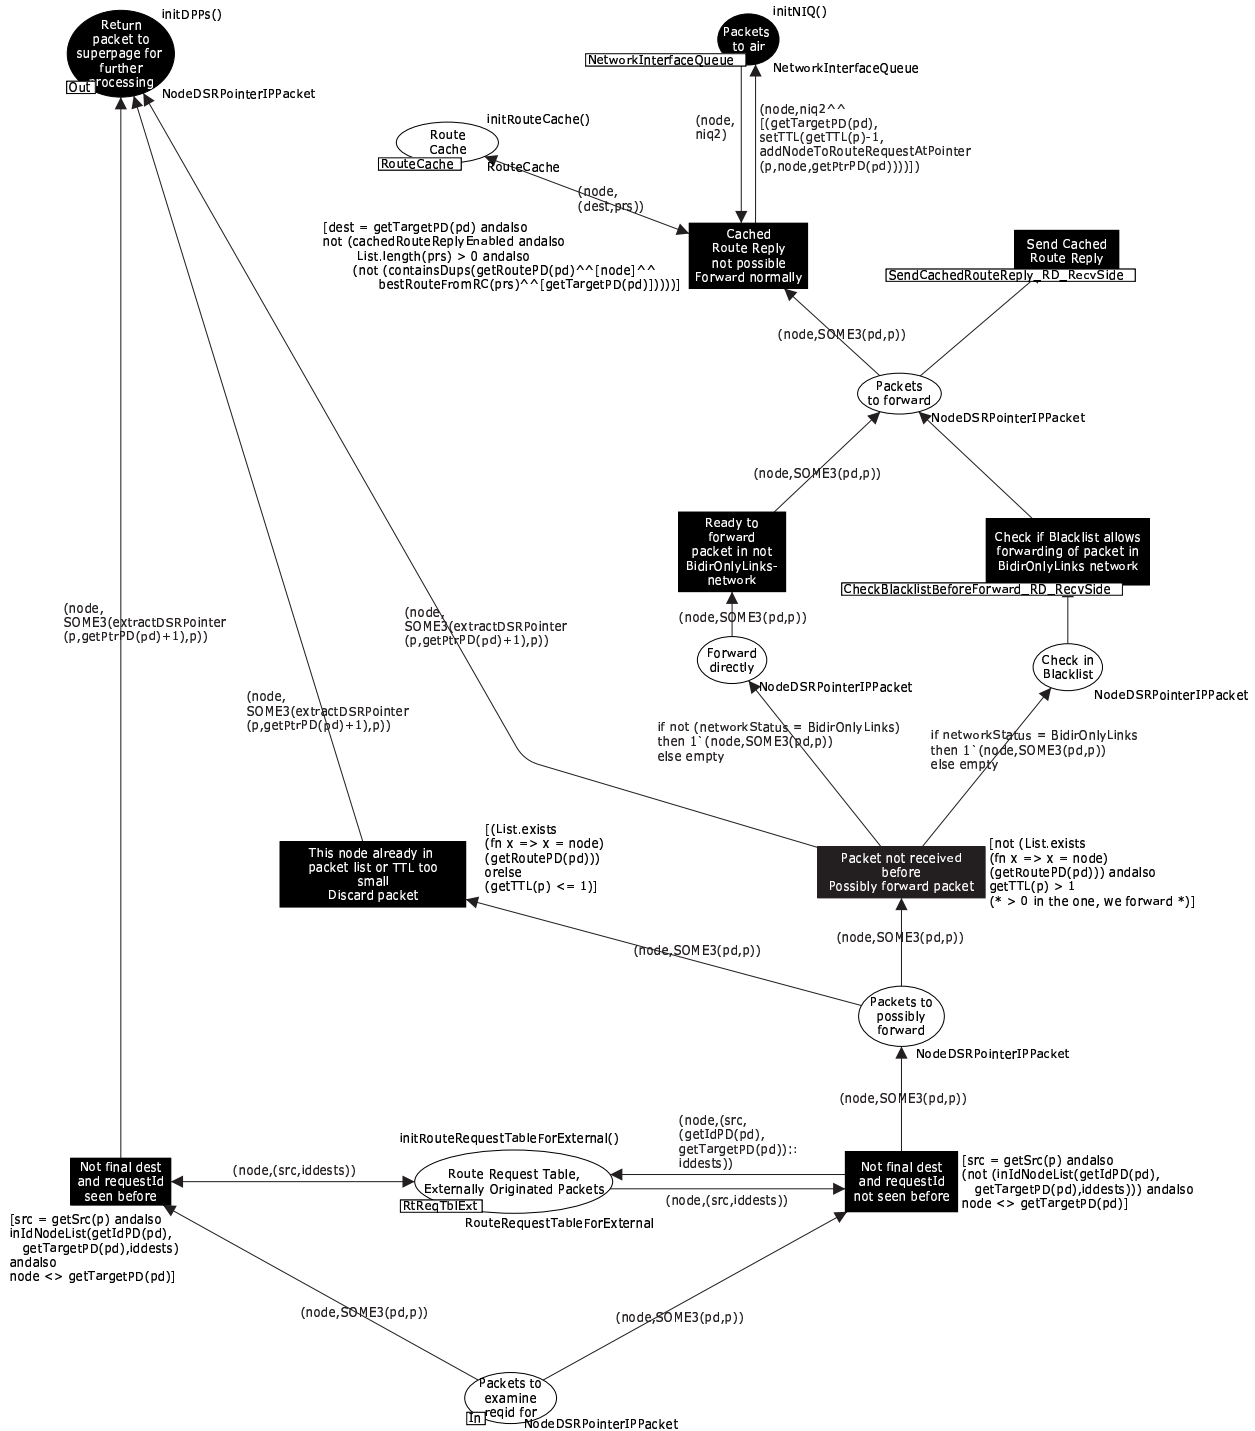 initDPPs()
Return
packet to
superpage for
further
processing
Out
NodeDSRPointerIPPacket
initNIQ()
Packets
to air
NetworkInterfaceQueue
NetworkInterfaceQueue
(node,
niq2)
(node,niq2^^
[(getTargetPD(pd),
setTTL(getTTL(p)-1,
addNodeToRouteRequestAtPointer
(p,node,getPtrPD(pd))))])
initRouteCache()
Route
Cache
RouteCache
RouteCache
(node,
(dest,prs))
[dest = getTargetPD(pd) andalso
not (cachedRouteReplyEnabled andalso
List.length(prs) > 0 andalso
(not (containsDups(getRoutePD(pd)^^[node]^^
bestRouteFromRC(prs)^^[getTargetPD(pd)]))))]
Cached
Route Reply
not possible
Forward normally
Send Cached
Route Reply
SendCachedRouteReply_RD_RecvSide
(node,SOME3(pd,p))
Packets
to forward
NodeDSRPointerIPPacket
(node,SOME3(pd,p))
Ready to
forward
packet in not
BidirOnlyLinks-
network
Check if Blacklist allows
forwarding of packet in
BidirOnlyLinks network
CheckBlacklistBeforeForward_RD_RecvSide
(node,
SOME3(extractDSRPointer
(p,getPtrPD(pd)+1),p))
(node,
SOME3(extractDSRPointer
(p,getPtrPD(pd)+1),p))
(node,SOME3(pd,p))
Forward
directly
NodeDSRPointerIPPacket
Check in
Blacklist
NodeDSRPointerIPPacket
(node,
SOME3(extractDSRPointer
(p,getPtrPD(pd)+1),p))
if not (networkStatus = BidirOnlyLinks)
then 1`(node,SOME3(pd,p))
else empty
if networkStatus = BidirOnlyLinks
then 1`(node,SOME3(pd,p))
else empty
This node already in
packet list or TTL too
small
Discard packet
[(List.exists
(fn x => x = node)
(getRoutePD(pd)))
orelse
(getTTL(p) <= 1)]
Packet not received
before
Possibly forward packet
[not (List.exists
(fn x => x = node)
(getRoutePD(pd))) andalso
getTTL(p) > 1
(* > 0 in the one, we forward *)]
(node,SOME3(pd,p))
(node,SOME3(pd,p))
Packets to
possibly
forward
NodeDSRPointerIPPacket
(node,SOME3(pd,p))
(node,(src,
(getIdPD(pd),
getTargetPD(pd))::
iddests))
initRouteRequestTableForExternal()
Not final dest
and requestId
seen before
(node,(src,iddests))
Route Request Table,
Externally Originated Packets
RtReqTblExt
RouteRequestTableForExternal
(node,(src,iddests))
Not final dest
and requestId
not seen before
[src = getSrc(p) andalso
(not (inIdNodeList(getIdPD(pd),
getTargetPD(pd),iddests))) andalso
node <> getTargetPD(pd)]
[src = getSrc(p) andalso
inIdNodeList(getIdPD(pd),
getTargetPD(pd),iddests)
andalso
node <> getTargetPD(pd)]
(node,SOME3(pd,p))
(node,SOME3(pd,p))
Packets to
examine
reqid for
In
NodeDSRPointerIPPacket